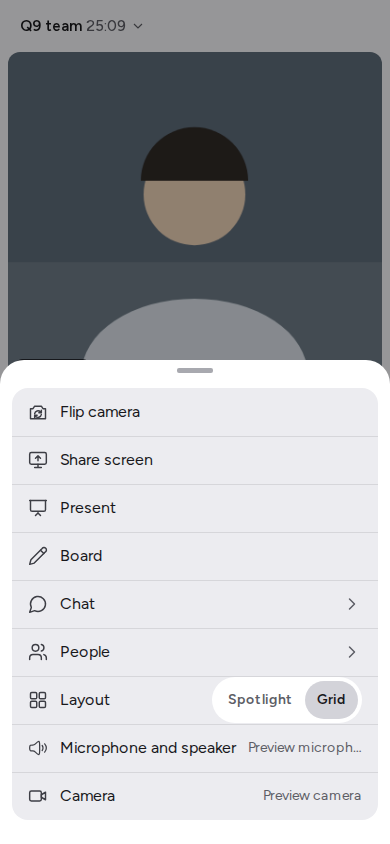 Q9 team 25:09
Flip camera
Share screen
Present
Board
Chat
People
Layout Spotlight Grid
Microphone and speaker Preview microph...
Camera Preview camera